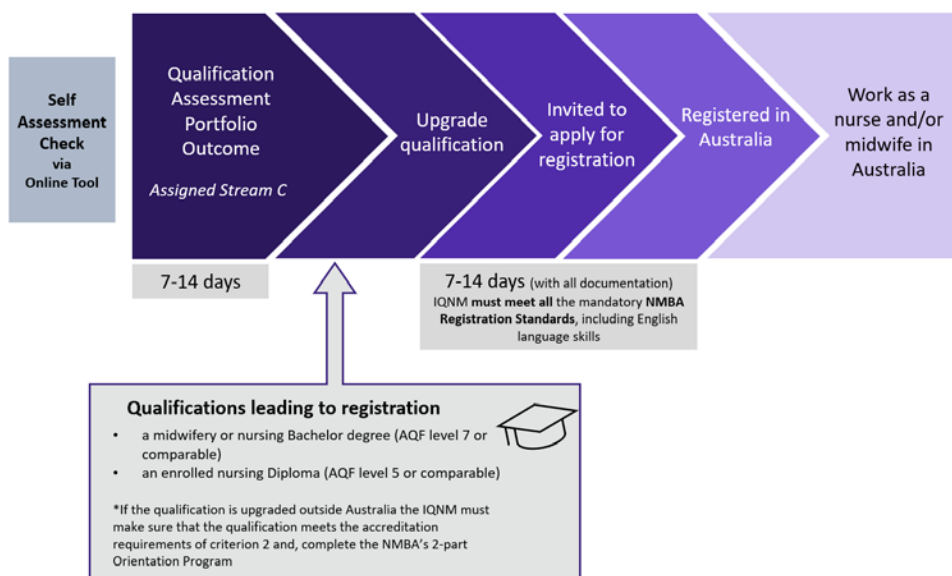 Self
Assessment
Check
via
Online Tool
Qualification
Assessment
Portfolio
Outcome
Assigned Stream C
Upgrade
qualification
Invited to
apply for
registration
Registered in
Australia
Work as a
nurse and/or
midwife in
Australia
7-14 days
7-14 days (with all documentation)
IQNM must meet all the mandatory NMBA
Registration Standards, including English
language skills
Qualifications leading to registration
• a midwifery or nursing Bachelor degree (AQF level 7 or
comparable)
• an enrolled nursing Diploma (AQF level 5 or comparable)
*If the qualification is upgraded outside Australia the IQNM must
make sure that the qualification meets the accreditation
requirements of criterion 2 and, complete the NMBA's 2-part
Orientation Program